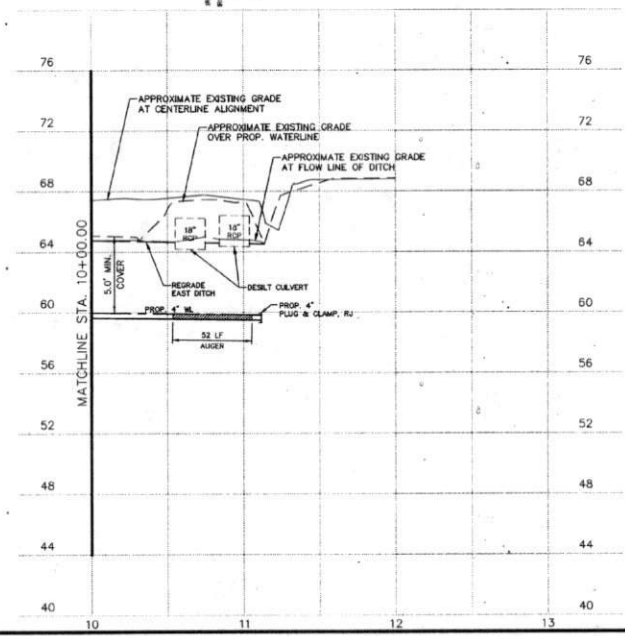 76
76
APPROXIMATE EXISTING GRADE
AT CENTERLINE ALIGNMENT
72
72
APPROXIMATE EXISTING GRADE
OVER PROP. WATERLINE
APPROXIMATE EXISTING GRADE
AT FLOW LINE OF DITCH
68
68
18"
RCP
18"
RCP
64
64
MATCHLINE STA. 10+00.00
5.0' MIN.
COVER
REGRADE
EAST DITCH
DESILT CULVERT
60
60
PROP. 4" WL
PROP. 4"
PLUG & CLAMP, RJ
52 LF
AUGER
56
56
52
52
48
48
44
44
40
40
10
11
12
13